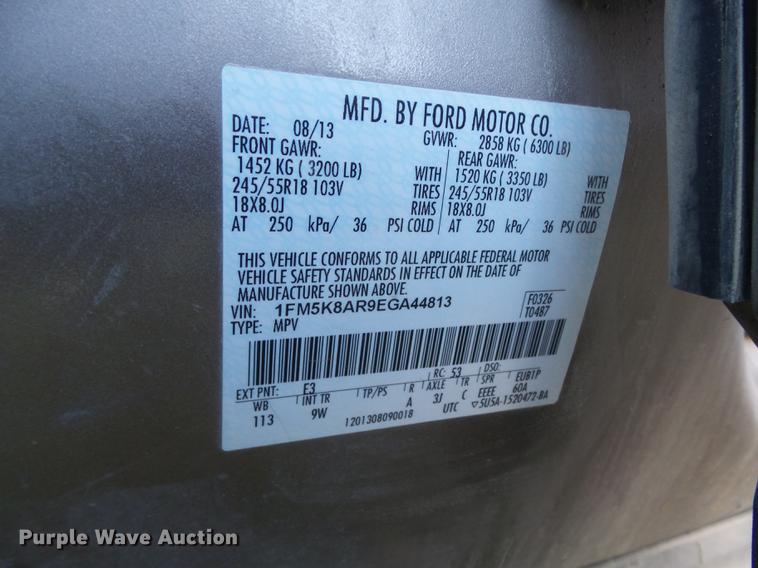 MFD. BY FORD MOTOR CO.
DATE: 08/13 GVWR: 2858 KG ( 6300 LB)
FRONT GAWR: REAR GAWR:
1452 KG ( 3200 LB) WITH 1520 KG ( 3350 LB) WITH
245/55R18 103V TIRES 245/55R18 103V TIRES
18X8.0J RIMS 18X8.0J RIMS
AT 250 kPa/ 36 PSI COLD AT 250 kPa/ 36 PSI COLD
THIS VEHICLE CONFORMS TO ALL APPLICABLE FEDERAL MOTOR
VEHICLE SAFETY STANDARDS IN EFFECT ON THE DATE OF
MANUFACTURE SHOWN ABOVE.
VIN: 1FM5K8AR9EGA44813 F0326
TYPE: MPV T0487
EXT PNT: E3 RC: 53 DSO:
WB INT TR TP/PS R AXLE TR SPR EUB1P
113 9W A 3J C EEEE 60A
1201308090018 UTC ▽5U5A-1520472-BA
Purple Wave Auction